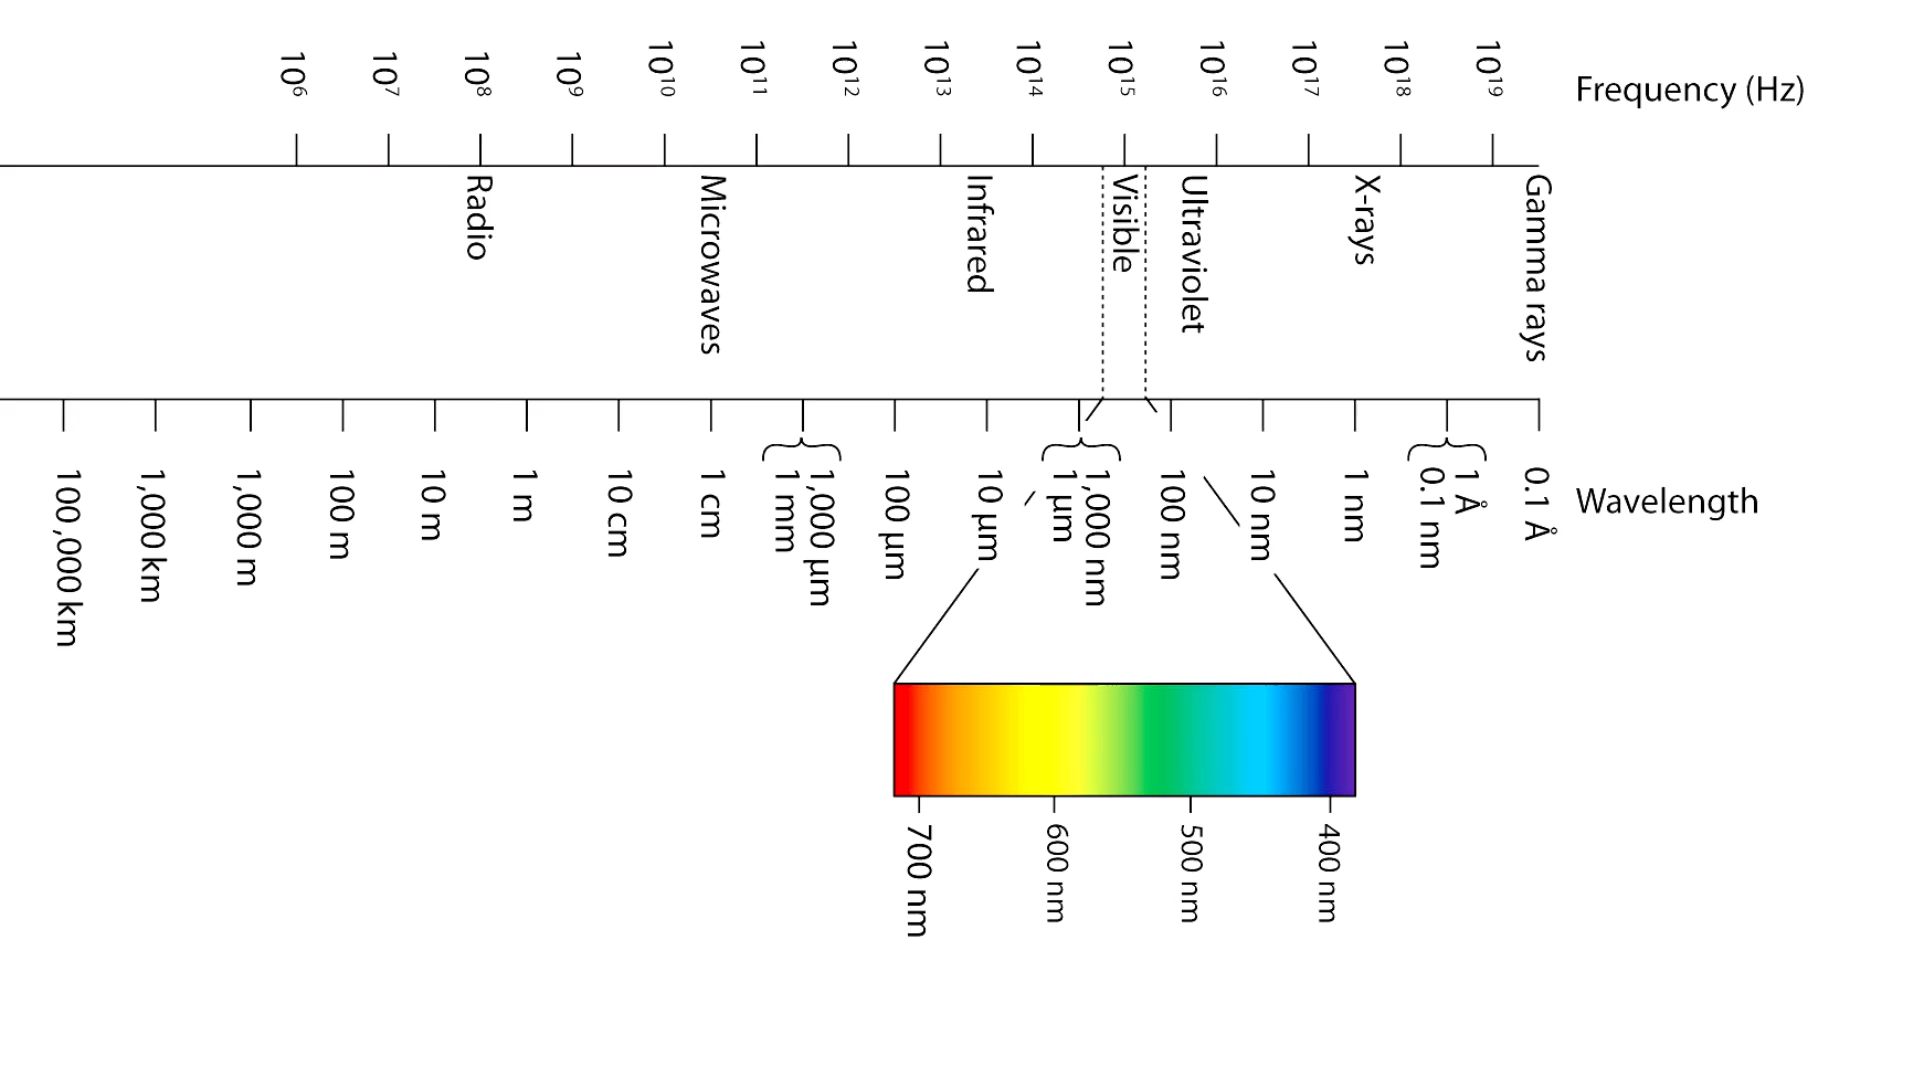 10⁶
10⁷
10⁸
10⁹
10¹⁰
10¹¹
10¹²
10¹³
10¹⁴
10¹⁵
10¹⁶
10¹⁷
10¹⁸
10¹⁹
Frequency (Hz)
Radio
Microwaves
Infrared
Visible
Ultraviolet
X-rays
Gamma rays
100,000 km
1,000 km
1,000 m
100 m
10 m
1 m
10 cm
1 cm
1,000 µm
1 mm
100 µm
10 µm
1,000 nm
1 µm
100 nm
10 nm
1 nm
1 Å
0.1 nm
0.1 Å
Wavelength
700 nm
600 nm
500 nm
400 nm